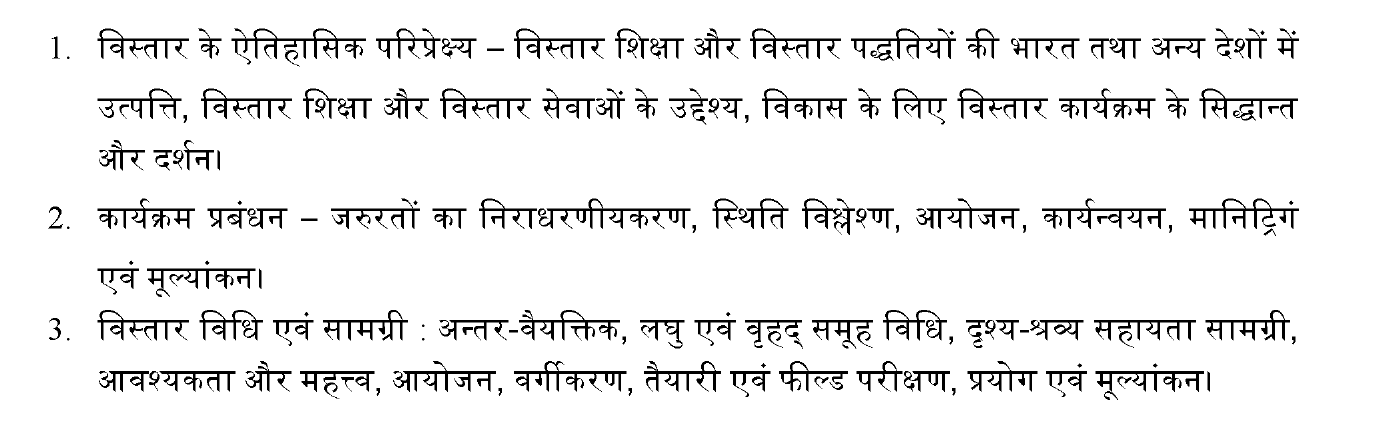 1. विस्तार के ऐतिहासिक परिप्रेक्ष्य – विस्तार शिक्षा और विस्तार पद्धतियों की भारत तथा अन्य देशों में
उत्पत्ति, विस्तार शिक्षा और विस्तार सेवाओं के उद्देश्य, विकास के लिए विस्तार कार्यक्रम के सिद्धान्त
और दर्शन।
2. कार्यक्रम प्रबंधन – जरुरतों का निराधरणीयकरण, स्थिति विश्लेश्ण, आयोजन, कार्यन्वयन, मानिट्रिगं
एवं मूल्यांकन।
3. विस्तार विधि एवं सामग्री : अन्तर-वैयक्तिक, लघु एवं वृहद् समूह विधि, दृश्य-श्रव्य सहायता सामग्री,
आवश्यकता और महत्त्व, आयोजन, वर्गीकरण, तैयारी एवं फील्ड परीक्षण, प्रयोग एवं मूल्यांकन।